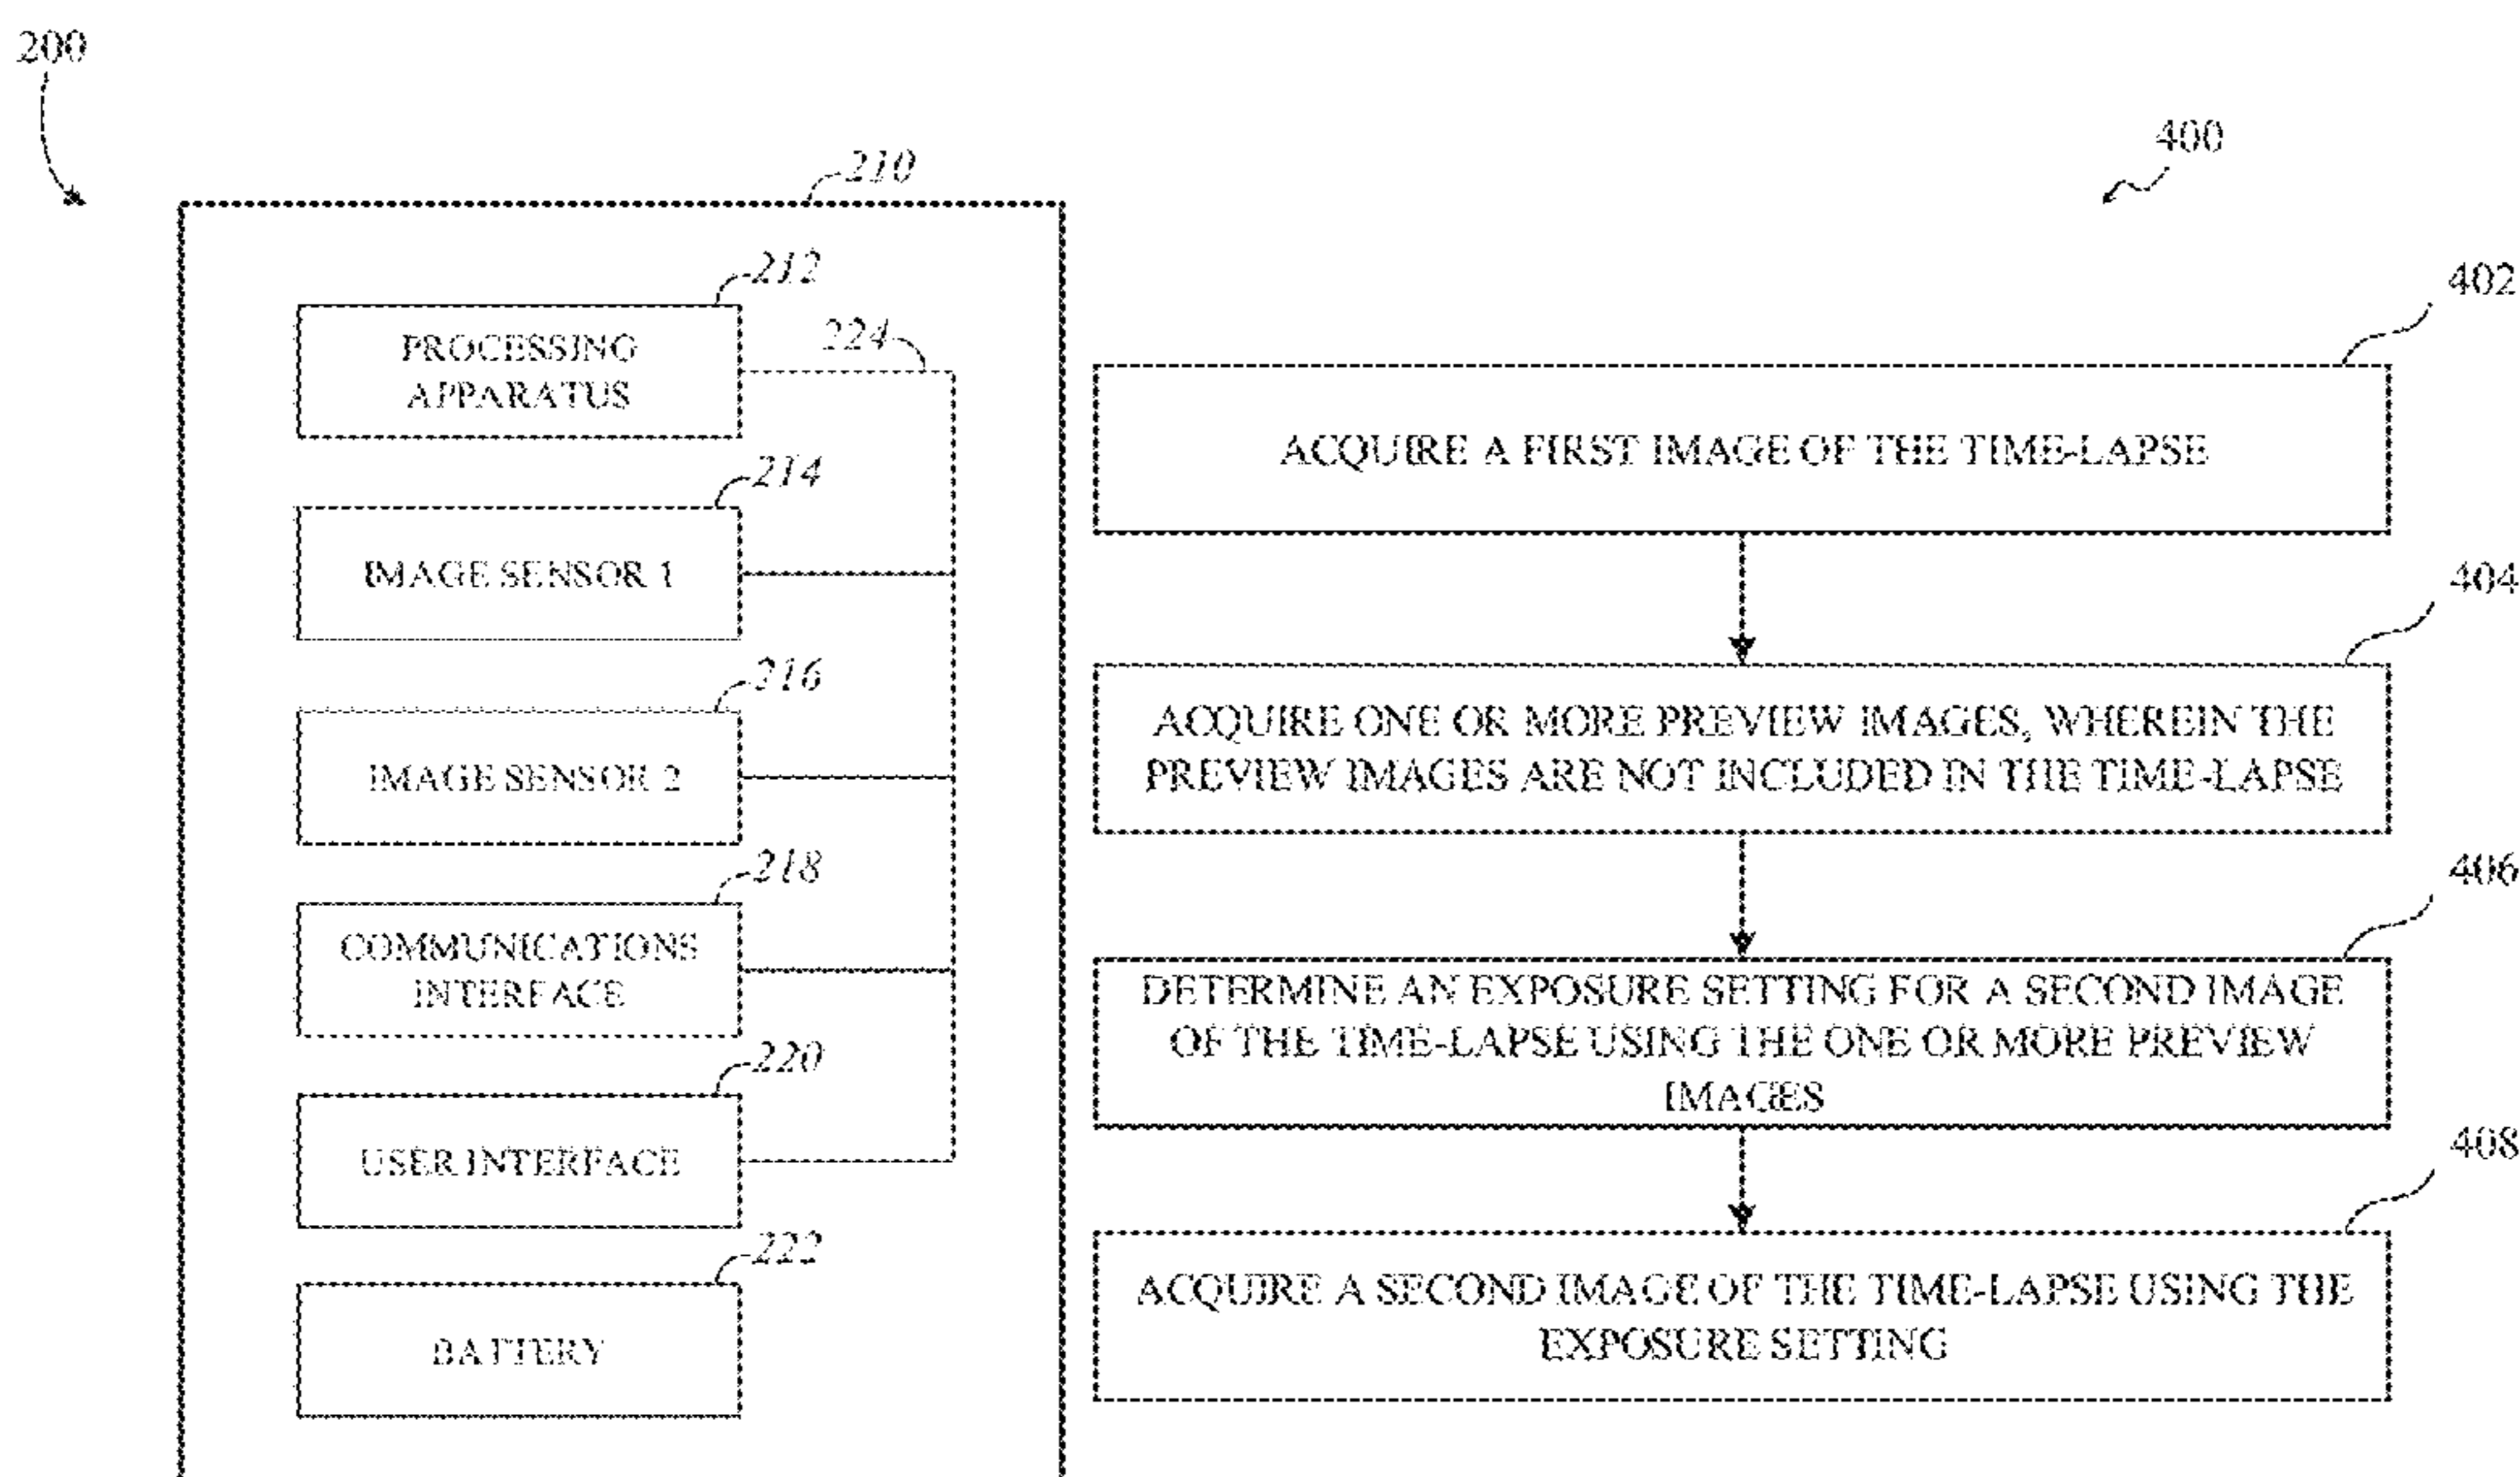 200
210
212
PROCESSING
APPARATUS
224
214
IMAGE SENSOR 1
216
IMAGE SENSOR 2
218
COMMUNICATIONS
INTERFACE
220
USER INTERFACE
222
BATTERY
400
402
ACQUIRE A FIRST IMAGE OF THE TIME-LAPSE
404
ACQUIRE ONE OR MORE PREVIEW IMAGES, WHEREIN THE
PREVIEW IMAGES ARE NOT INCLUDED IN THE TIME-LAPSE
406
DETERMINE AN EXPOSURE SETTING FOR A SECOND IMAGE
OF THE TIME-LAPSE USING THE ONE OR MORE PREVIEW
IMAGES
408
ACQUIRE A SECOND IMAGE OF THE TIME-LAPSE USING THE
EXPOSURE SETTING